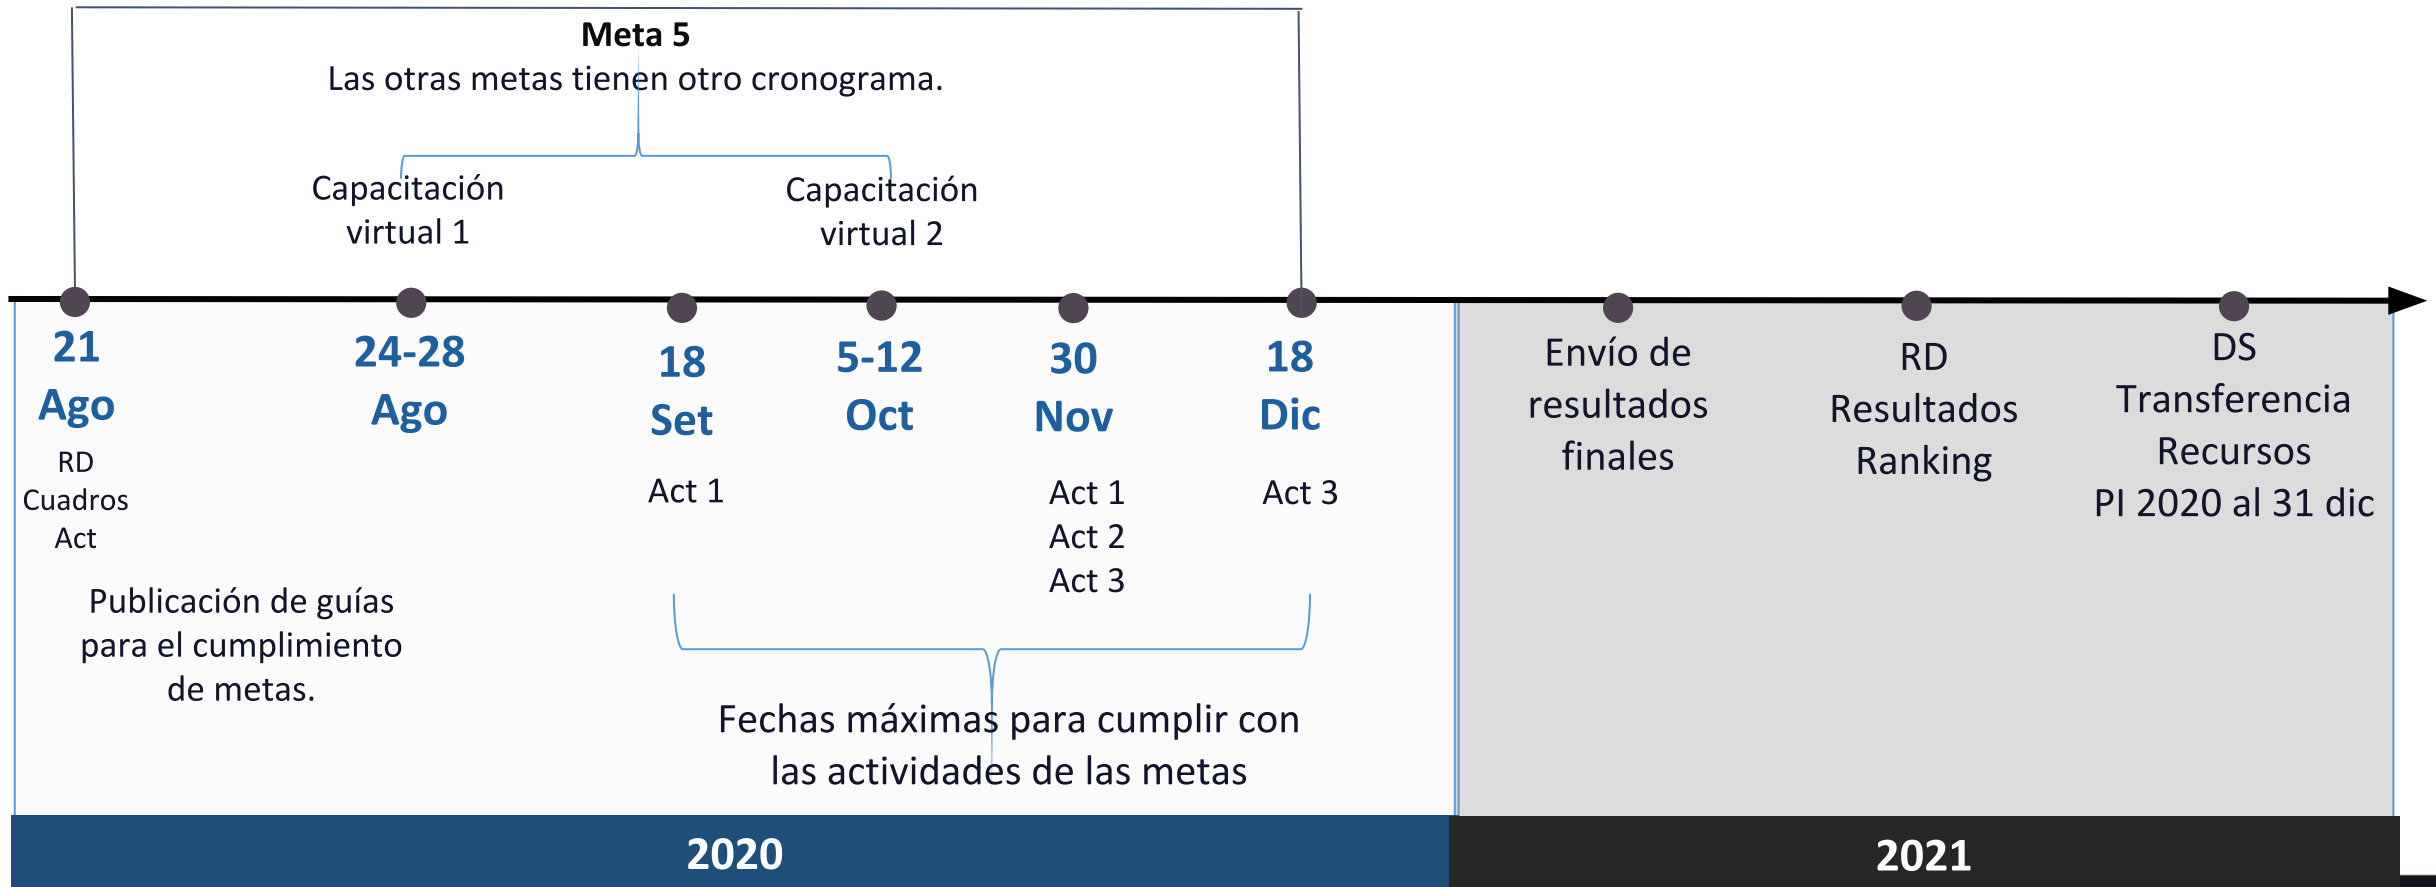 Meta 5
Las otras metas tienen otro cronograma.
Capacitación
virtual 1
Capacitación
virtual 2
21
Ago
RD
Cuadros
Act
24-28
Ago
18
Set
Act 1
5-12
Oct
30
Nov
Act 1
Act 2
Act 3
18
Dic
Act 3
Publicación de guías
para el cumplimiento
de metas.
Fechas máximas para cumplir con
las actividades de las metas
Envío de
resultados
finales
RD
Resultados
Ranking
DS
Transferencia
Recursos
PI 2020 al 31 dic
2020
2021